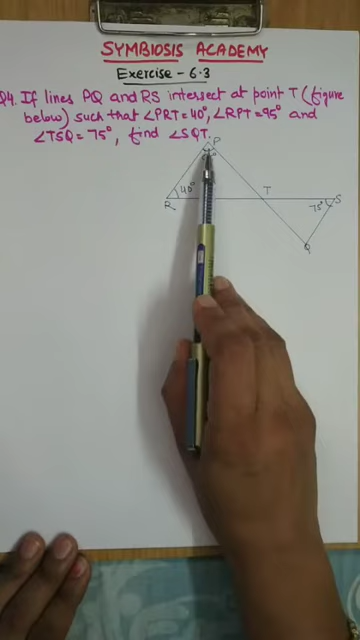 SYMBIOSIS ACADEMY
Exercise - 6.3
Q4. If lines PQ and RS intersect at point T (figure
below) such that ∠PRT = 40°, ∠RPT = 95° and
∠TSQ = 75°, find ∠SQT.
P
40°
T
S
R
75°
Q